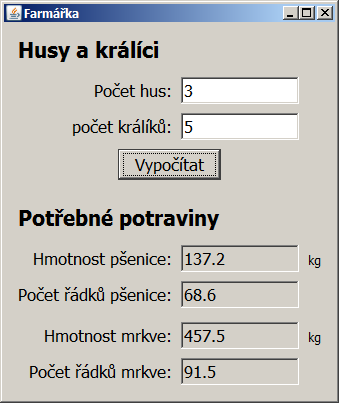 Farmářka
Husy a králíci
Počet hus: 3
počet králíků: 5
Vypočítat
Potřebné potraviny
Hmotnost pšenice: 137.2 kg
Počet řádků pšenice: 68.6
Hmotnost mrkve: 457.5 kg
Počet řádků mrkve: 91.5